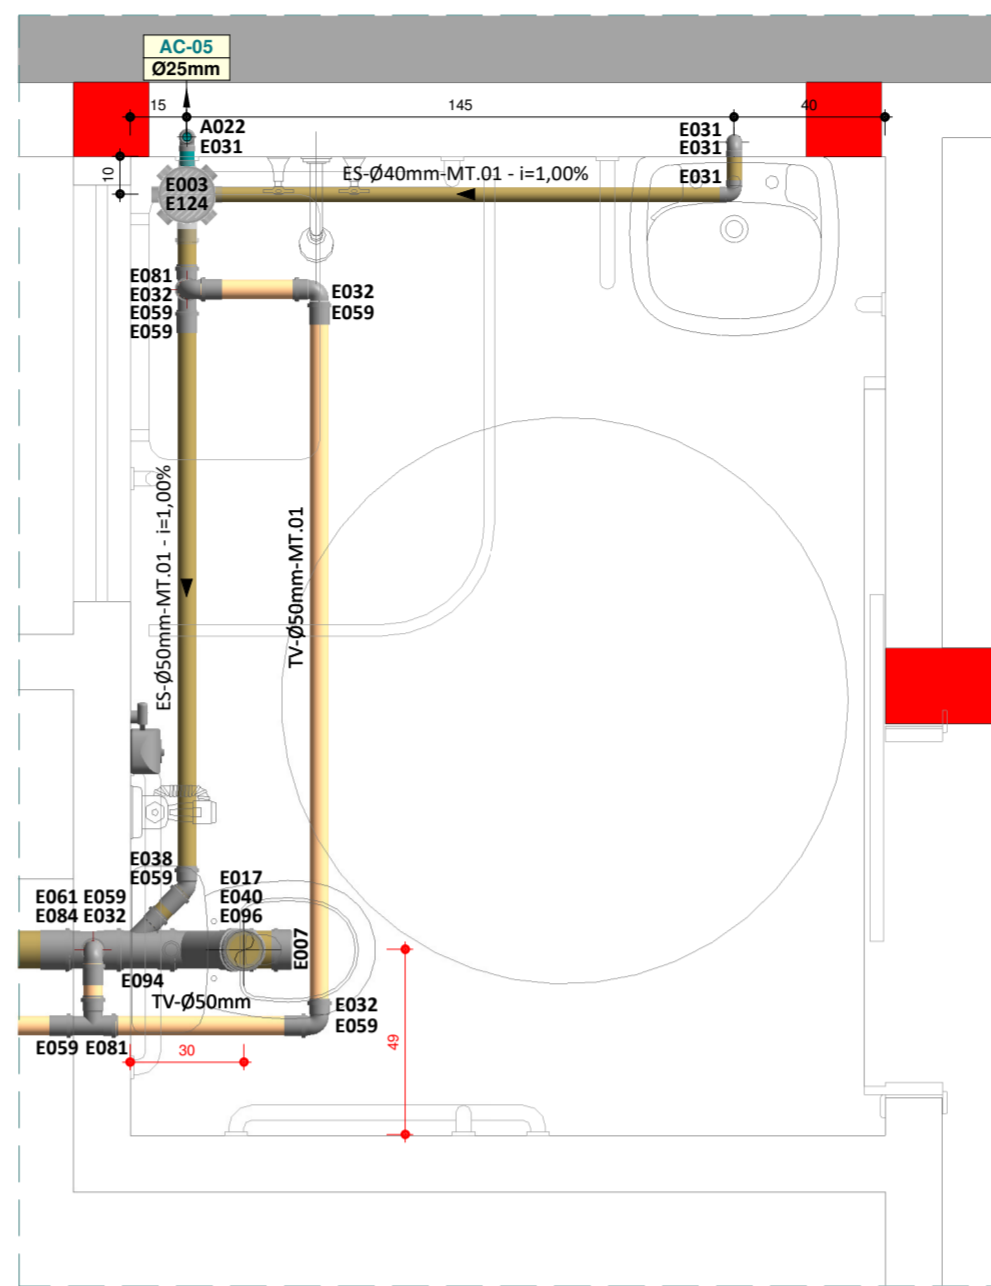 AC-05
Ø25mm
15
145
40
A022
E031
E031
E031
10
ES-Ø40mm-MT.01 - i=1,00%
E031
E003
E124
E081
E032
E059
E059
E032
E059
ES-Ø50mm-MT.01 - i=1,00%
TV-Ø50mm-MT.01
E038
E059
E017
E040
E096
E061 E059
E084 E032
E007
E094
TV-Ø50mm
E032
E059
E059 E081
30
49